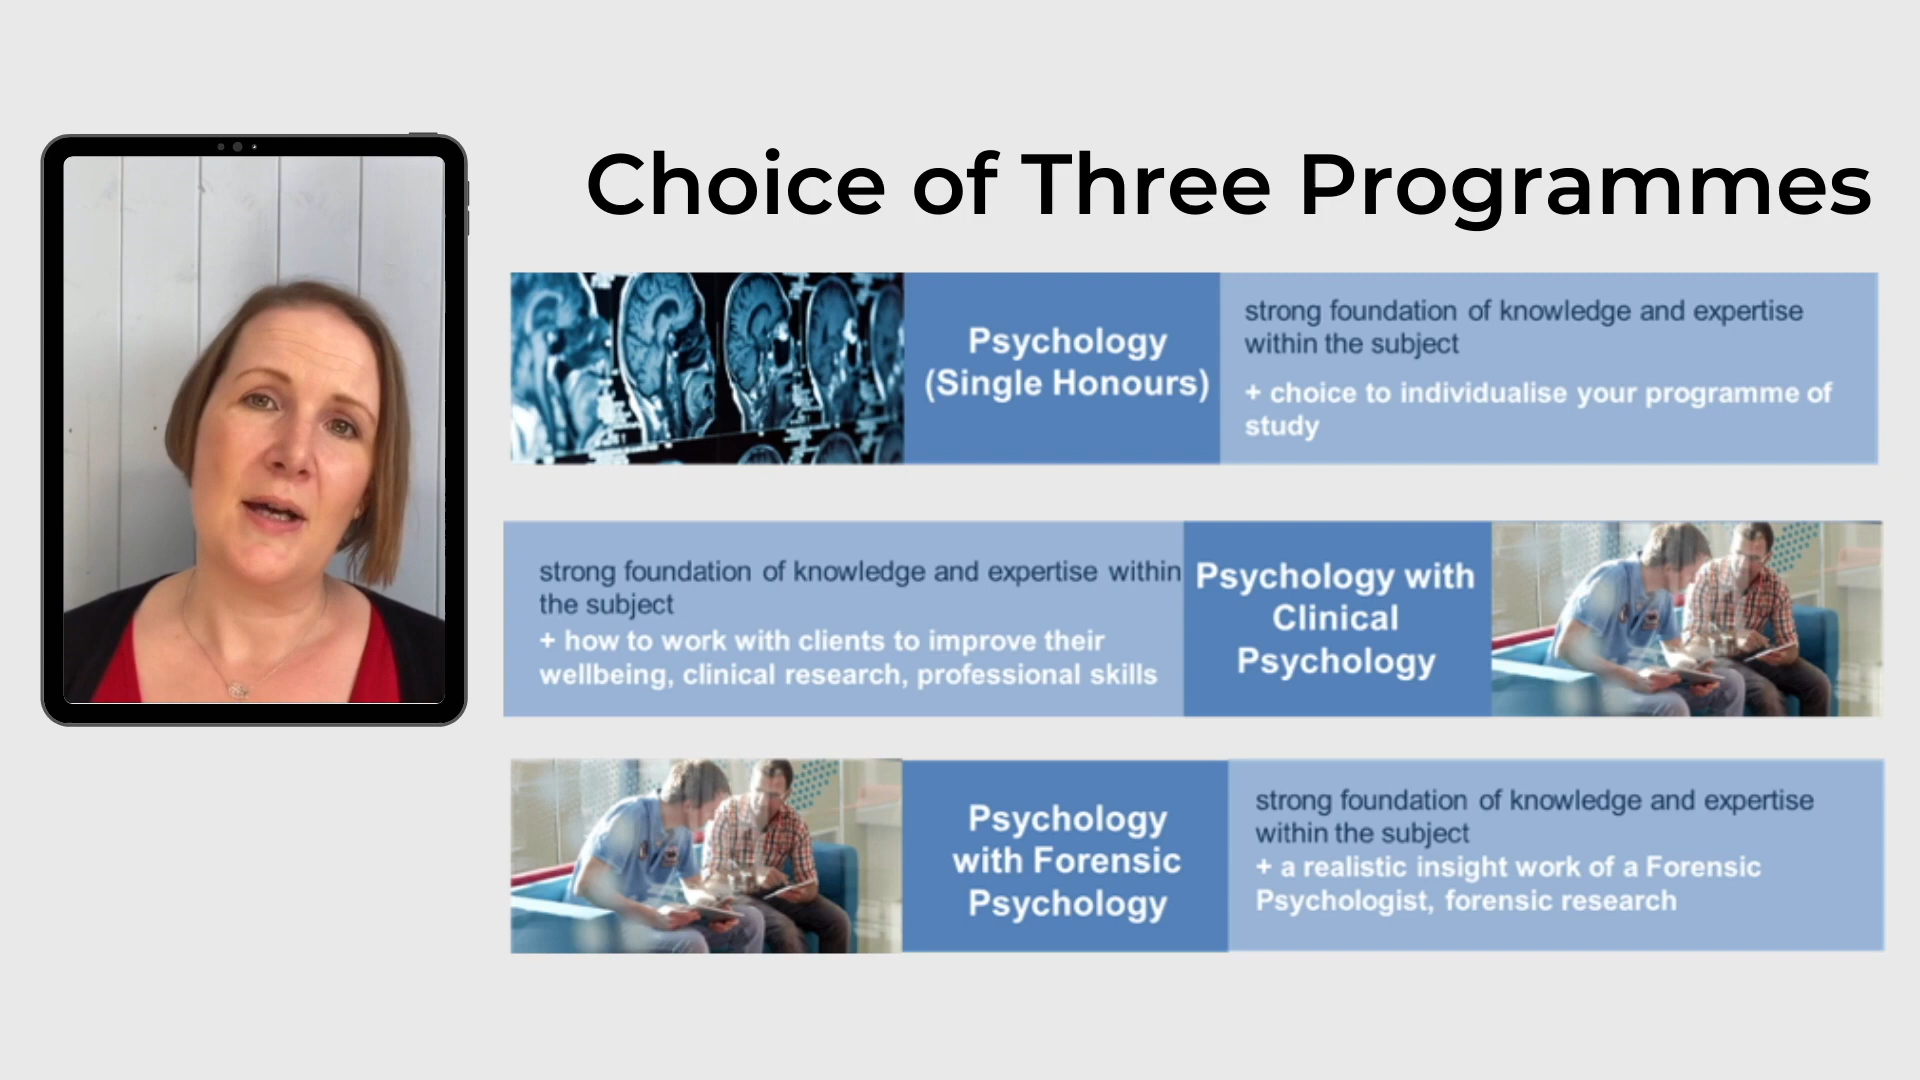 Choice of Three Programmes
Psychology
(Single Honours)
strong foundation of knowledge and expertise
within the subject
+ choice to individualise your programme of
study
strong foundation of knowledge and expertise within
the subject
+ how to work with clients to improve their
wellbeing, clinical research, professional skills
Psychology with
Clinical
Psychology
Psychology
with Forensic
Psychology
strong foundation of knowledge and expertise
within the subject
+ a realistic insight work of a Forensic
Psychologist, forensic research